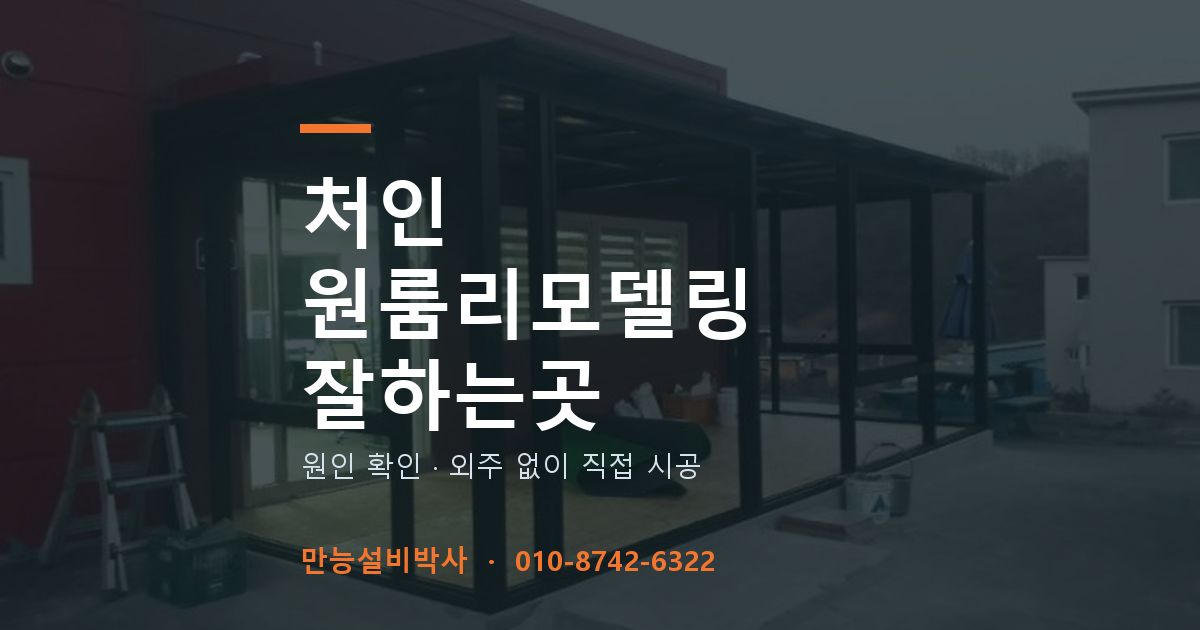 처인
원룸리모델링
잘하는곳
원인 확인 · 외주 없이 직접 시공
만능설비박사 · 010-8742-6322